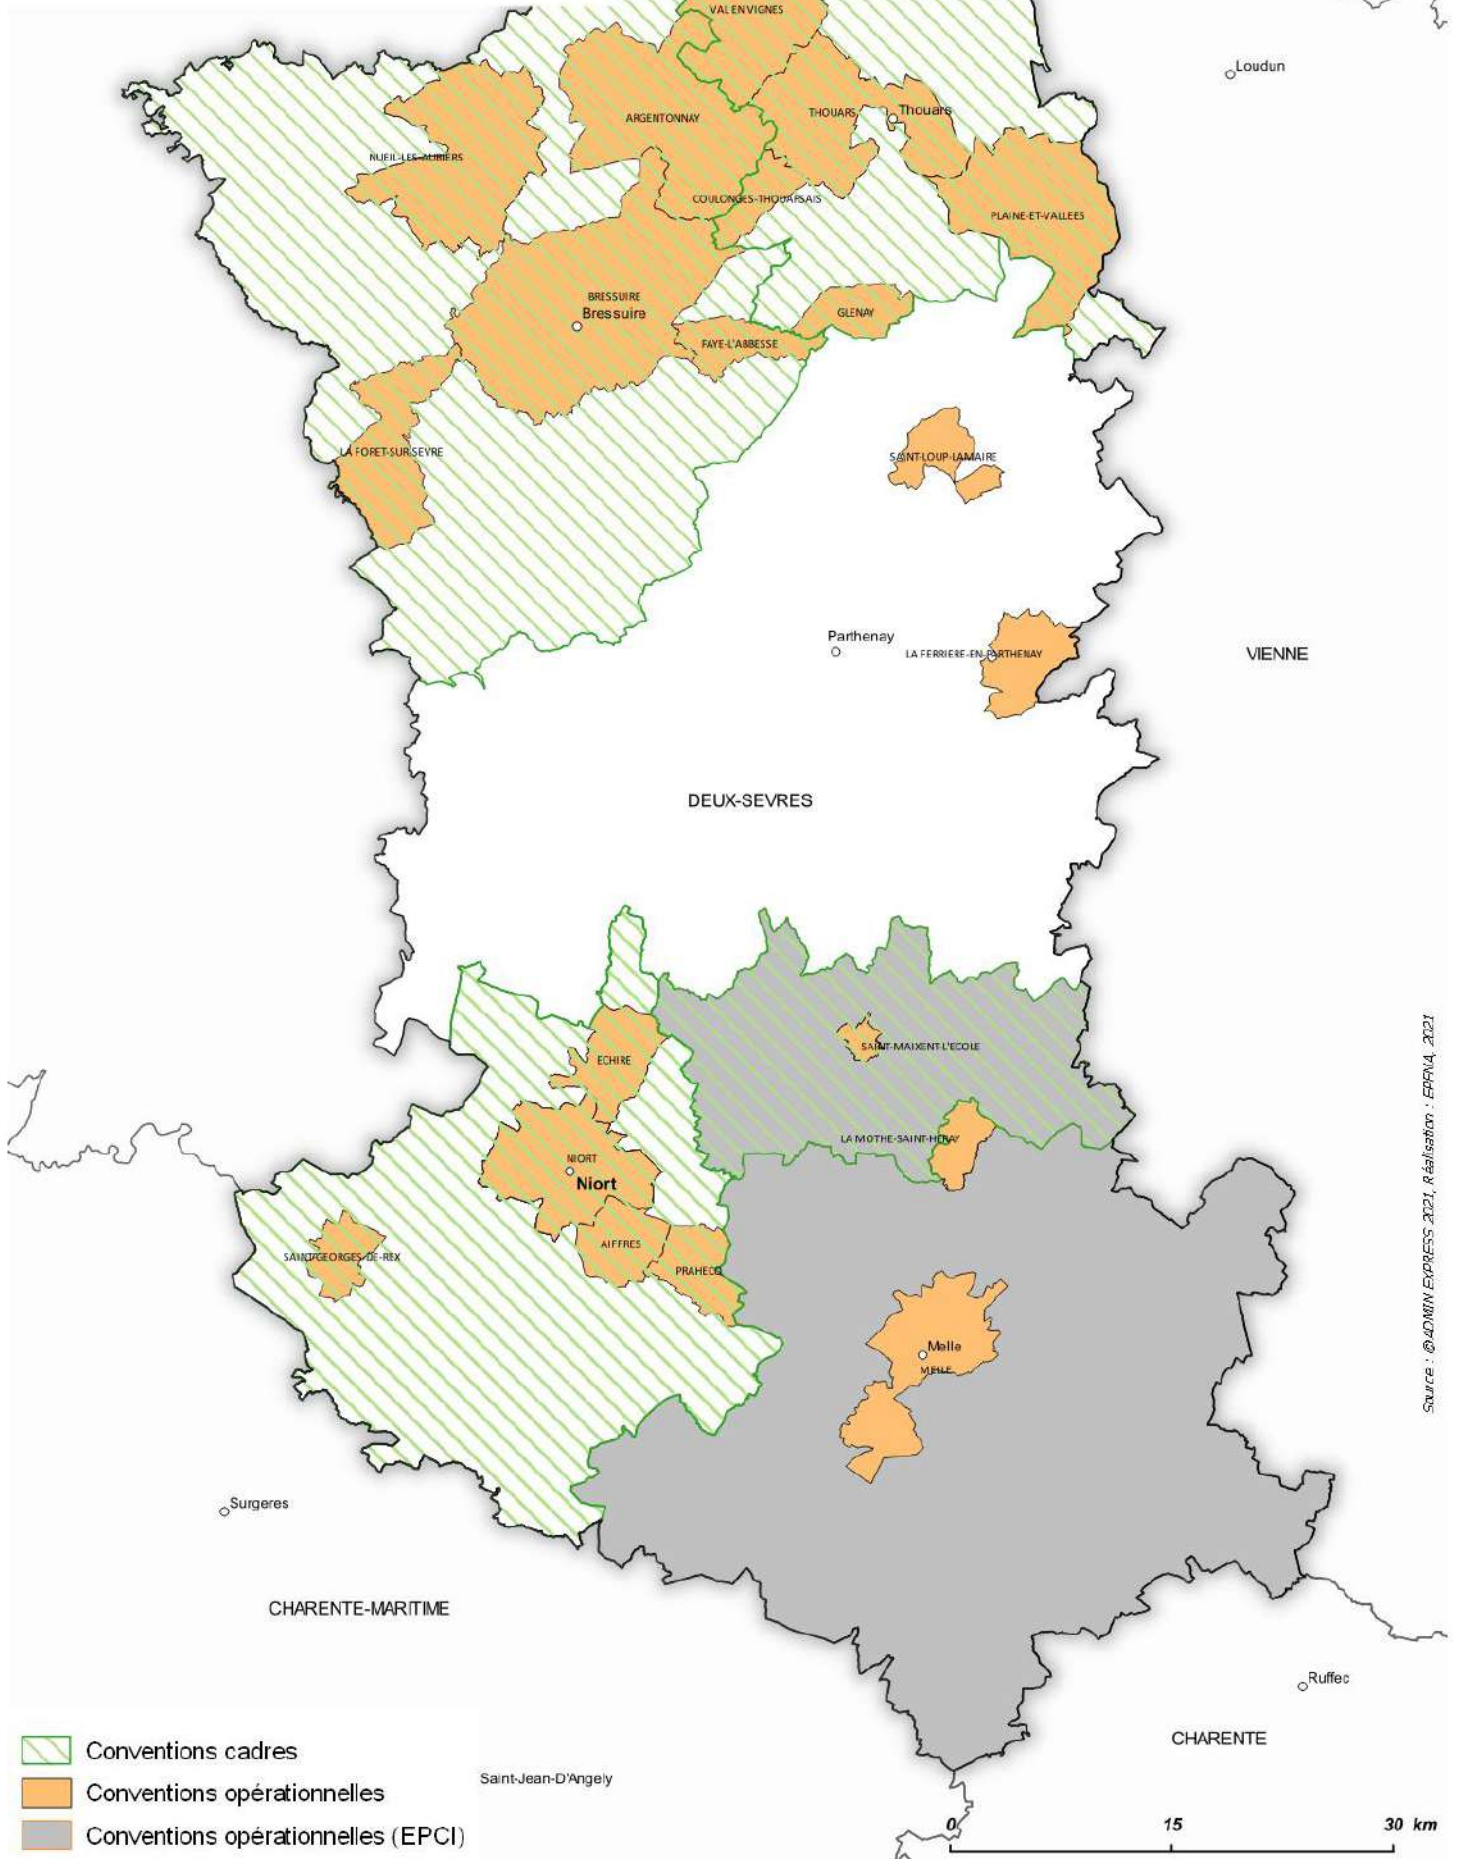 VAL EN VIGNES
Loudun
ARGENTONNAY
THOUARS
Thouars
NUEIL-LES-AUBIERS
COULONGES-THOUARSAIS
PLAINE-ET-VALLEES
BRESSUIRE
Bressuire
GLENAY
FAYE-L'ABBESSE
LA FORET-SUR-SEVRE
SAINT-LOUP-LAMAIRE
Parthenay
LA FERRIERE-EN-PARTHENAY
VIENNE
DEUX-SEVRES
SAINT-MAIXENT-L'ECOLE
ECHIRE
LA MOTHE-SAINT-HERAY
NIORT
Niort
AIFFRES
SAINT-GEORGES-DE-REX
PRAHECQ
Melle
MELLE
Source : @ADMIN EXPRESS 2021, Réalisation : EPFNA, 2021
Surgeres
CHARENTE-MARITIME
Ruffec
CHARENTE
Conventions cadres
Saint-Jean-D'Angely
Conventions opérationnelles
Conventions opérationnelles (EPCI)
0 15 30 km